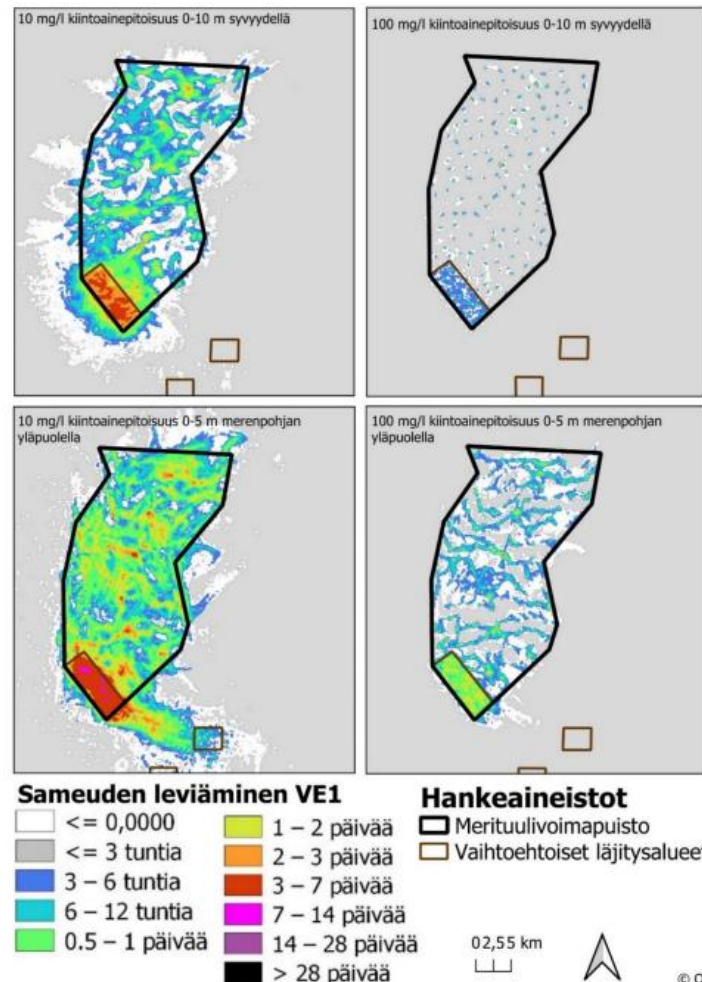 10 mg/l kiintoainepitoisuus 0-10 m syvyydellä
100 mg/l kiintoainepitoisuus 0-10 m syvyydellä
10 mg/l kiintoainepitoisuus 0-5 m merenpohjan
yläpuolella
100 mg/l kiintoainepitoisuus 0-5 m merenpohjan
yläpuolella
Sameuden leviäminen VE1
<= 0,0000
<= 3 tuntia
3 – 6 tuntia
6 – 12 tuntia
0.5 – 1 päivää
1 – 2 päivää
2 – 3 päivää
3 – 7 päivää
7 – 14 päivää
14 – 28 päivää
> 28 päivää
Hankeaineistot
Merituulivoimapuisto
Vaihtoehtoiset läjitysalueet
02,55 km
©